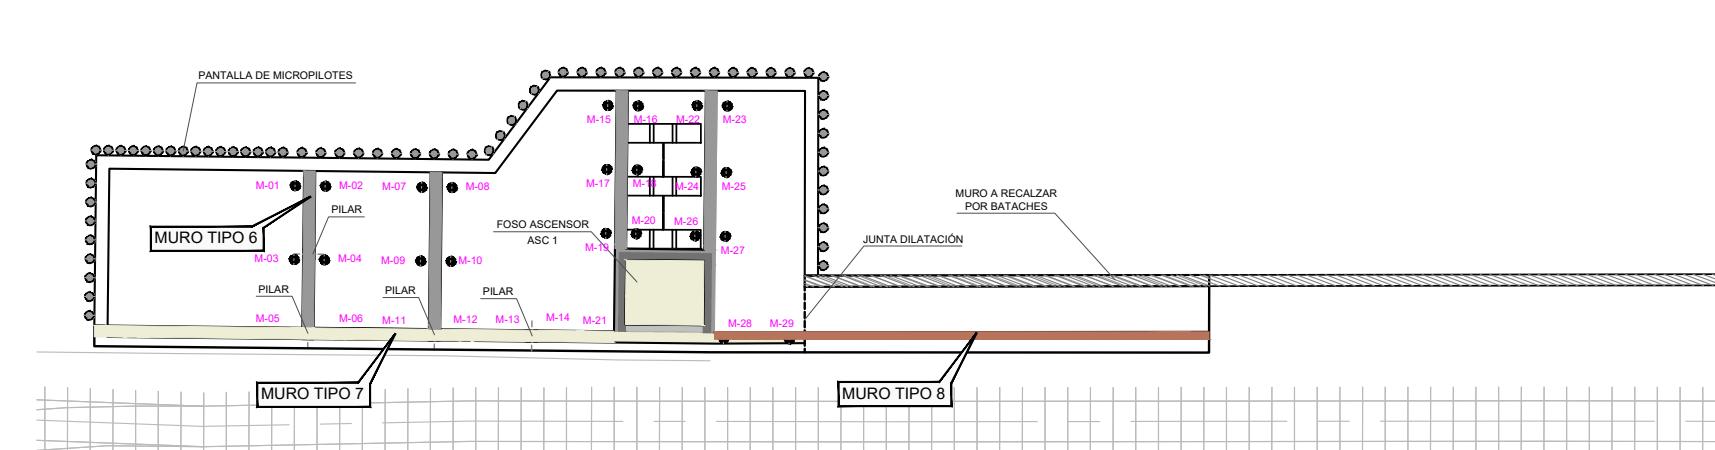 PANTALLA DE MICROPILOTES
M-15
M-16
M-22
M-23
M-01
M-02
M-07
M-08
M-17
M-18
M-24
M-25
MURO A RECALZAR
POR BATACHES
PILAR
MURO TIPO 6
FOSO ASCENSOR
ASC 1
M-20
M-26
M-19
M-27
JUNTA DILATACIÓN
M-03
M-04
M-09
M-10
PILAR
PILAR
PILAR
M-05
M-06
M-11
M-12
M-13
M-14
M-21
M-28
M-29
MURO TIPO 7
MURO TIPO 8